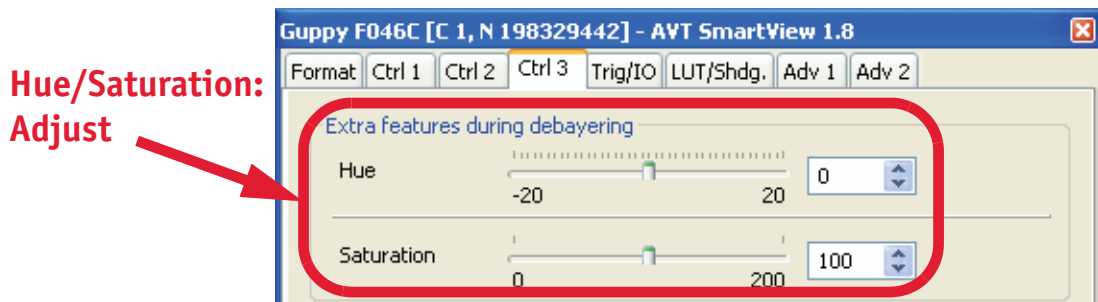 Guppy F046C [C 1, N 198329442] - AVT SmartView 1.8
Format Ctrl 1 Ctrl 2 Ctrl 3 Trig/IO LUT/Shdg. Adv 1 Adv 2
Hue/Saturation:
Adjust
Extra features during debayering
Hue
0
-20 20
Saturation
100
0 200